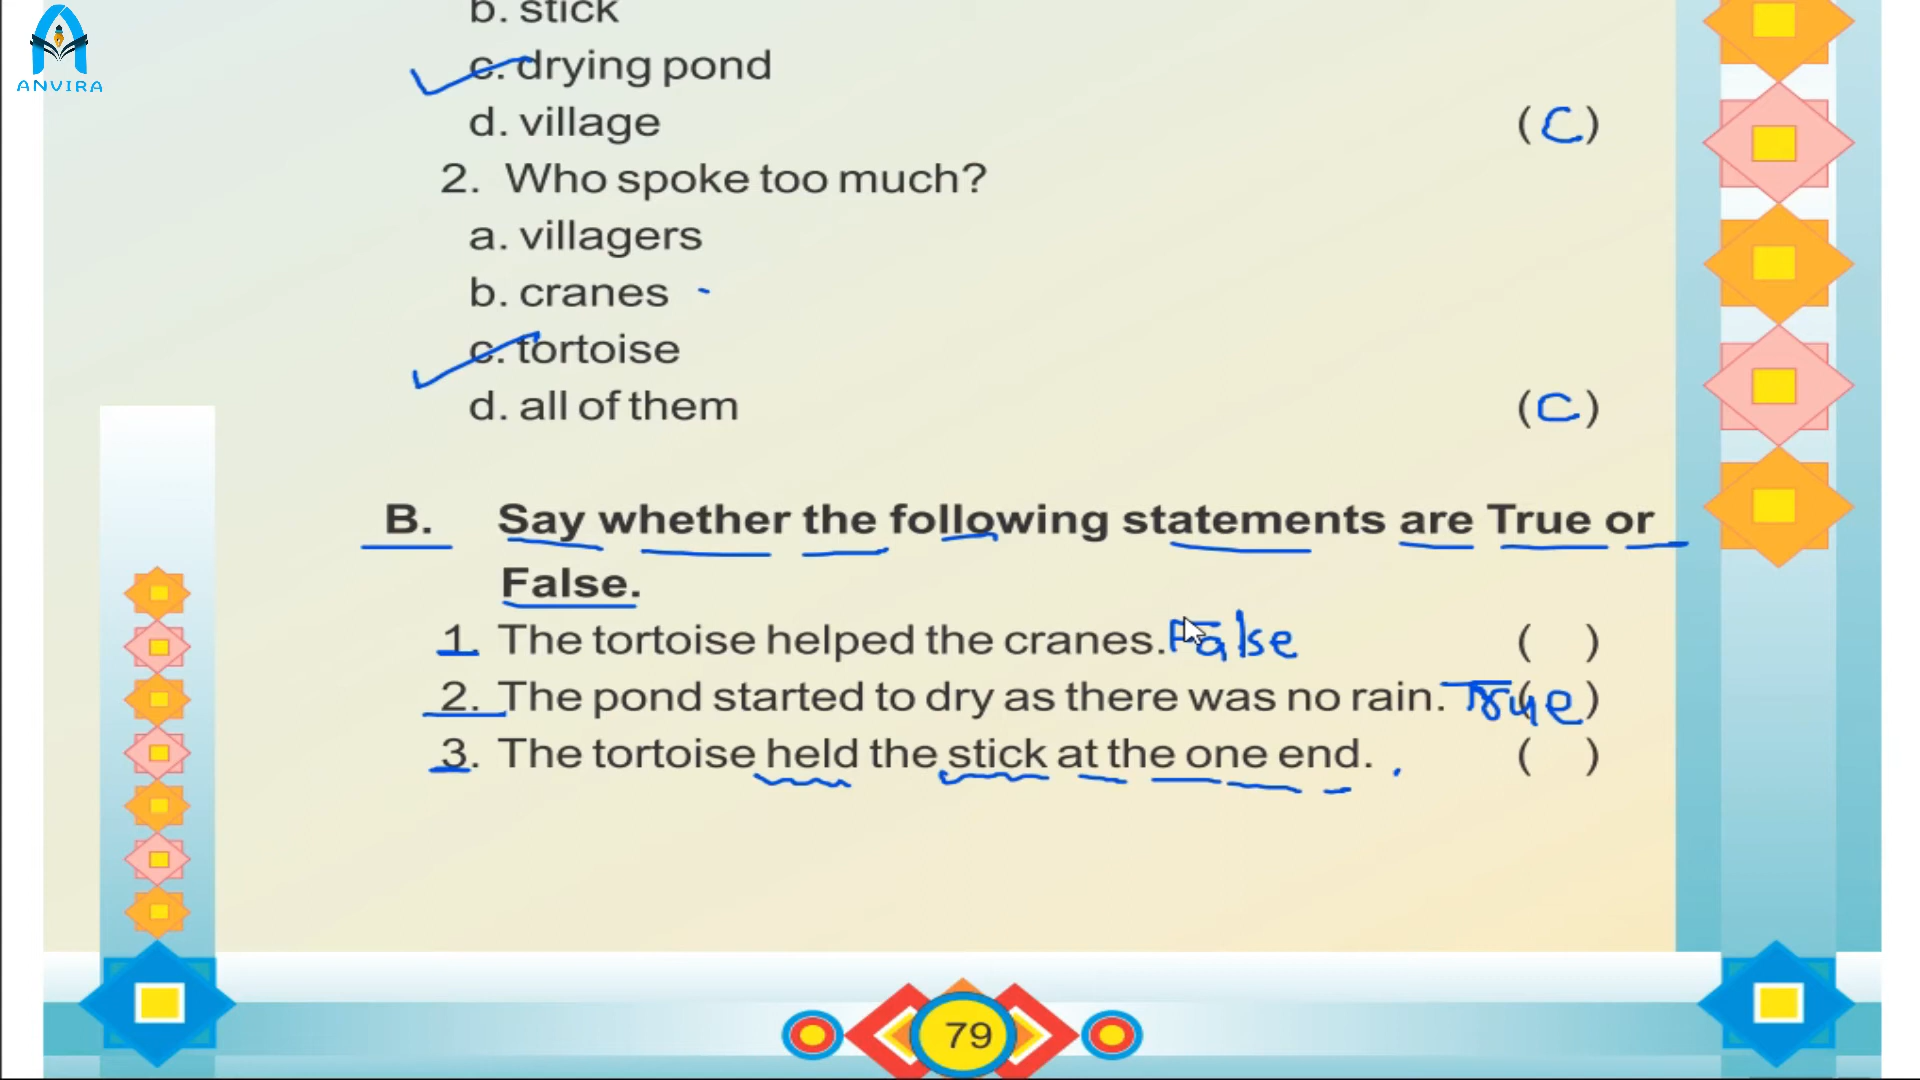 ANVIRA
b. stick
c. drying pond
d. village (C)
2. Who spoke too much?
a. villagers
b. cranes
c. tortoise
d. all of them (C)
B. Say whether the following statements are True or
False.
1. The tortoise helped the cranes. False ( )
2. The pond started to dry as there was no rain. True ( )
3. The tortoise held the stick at the one end. ( )
79